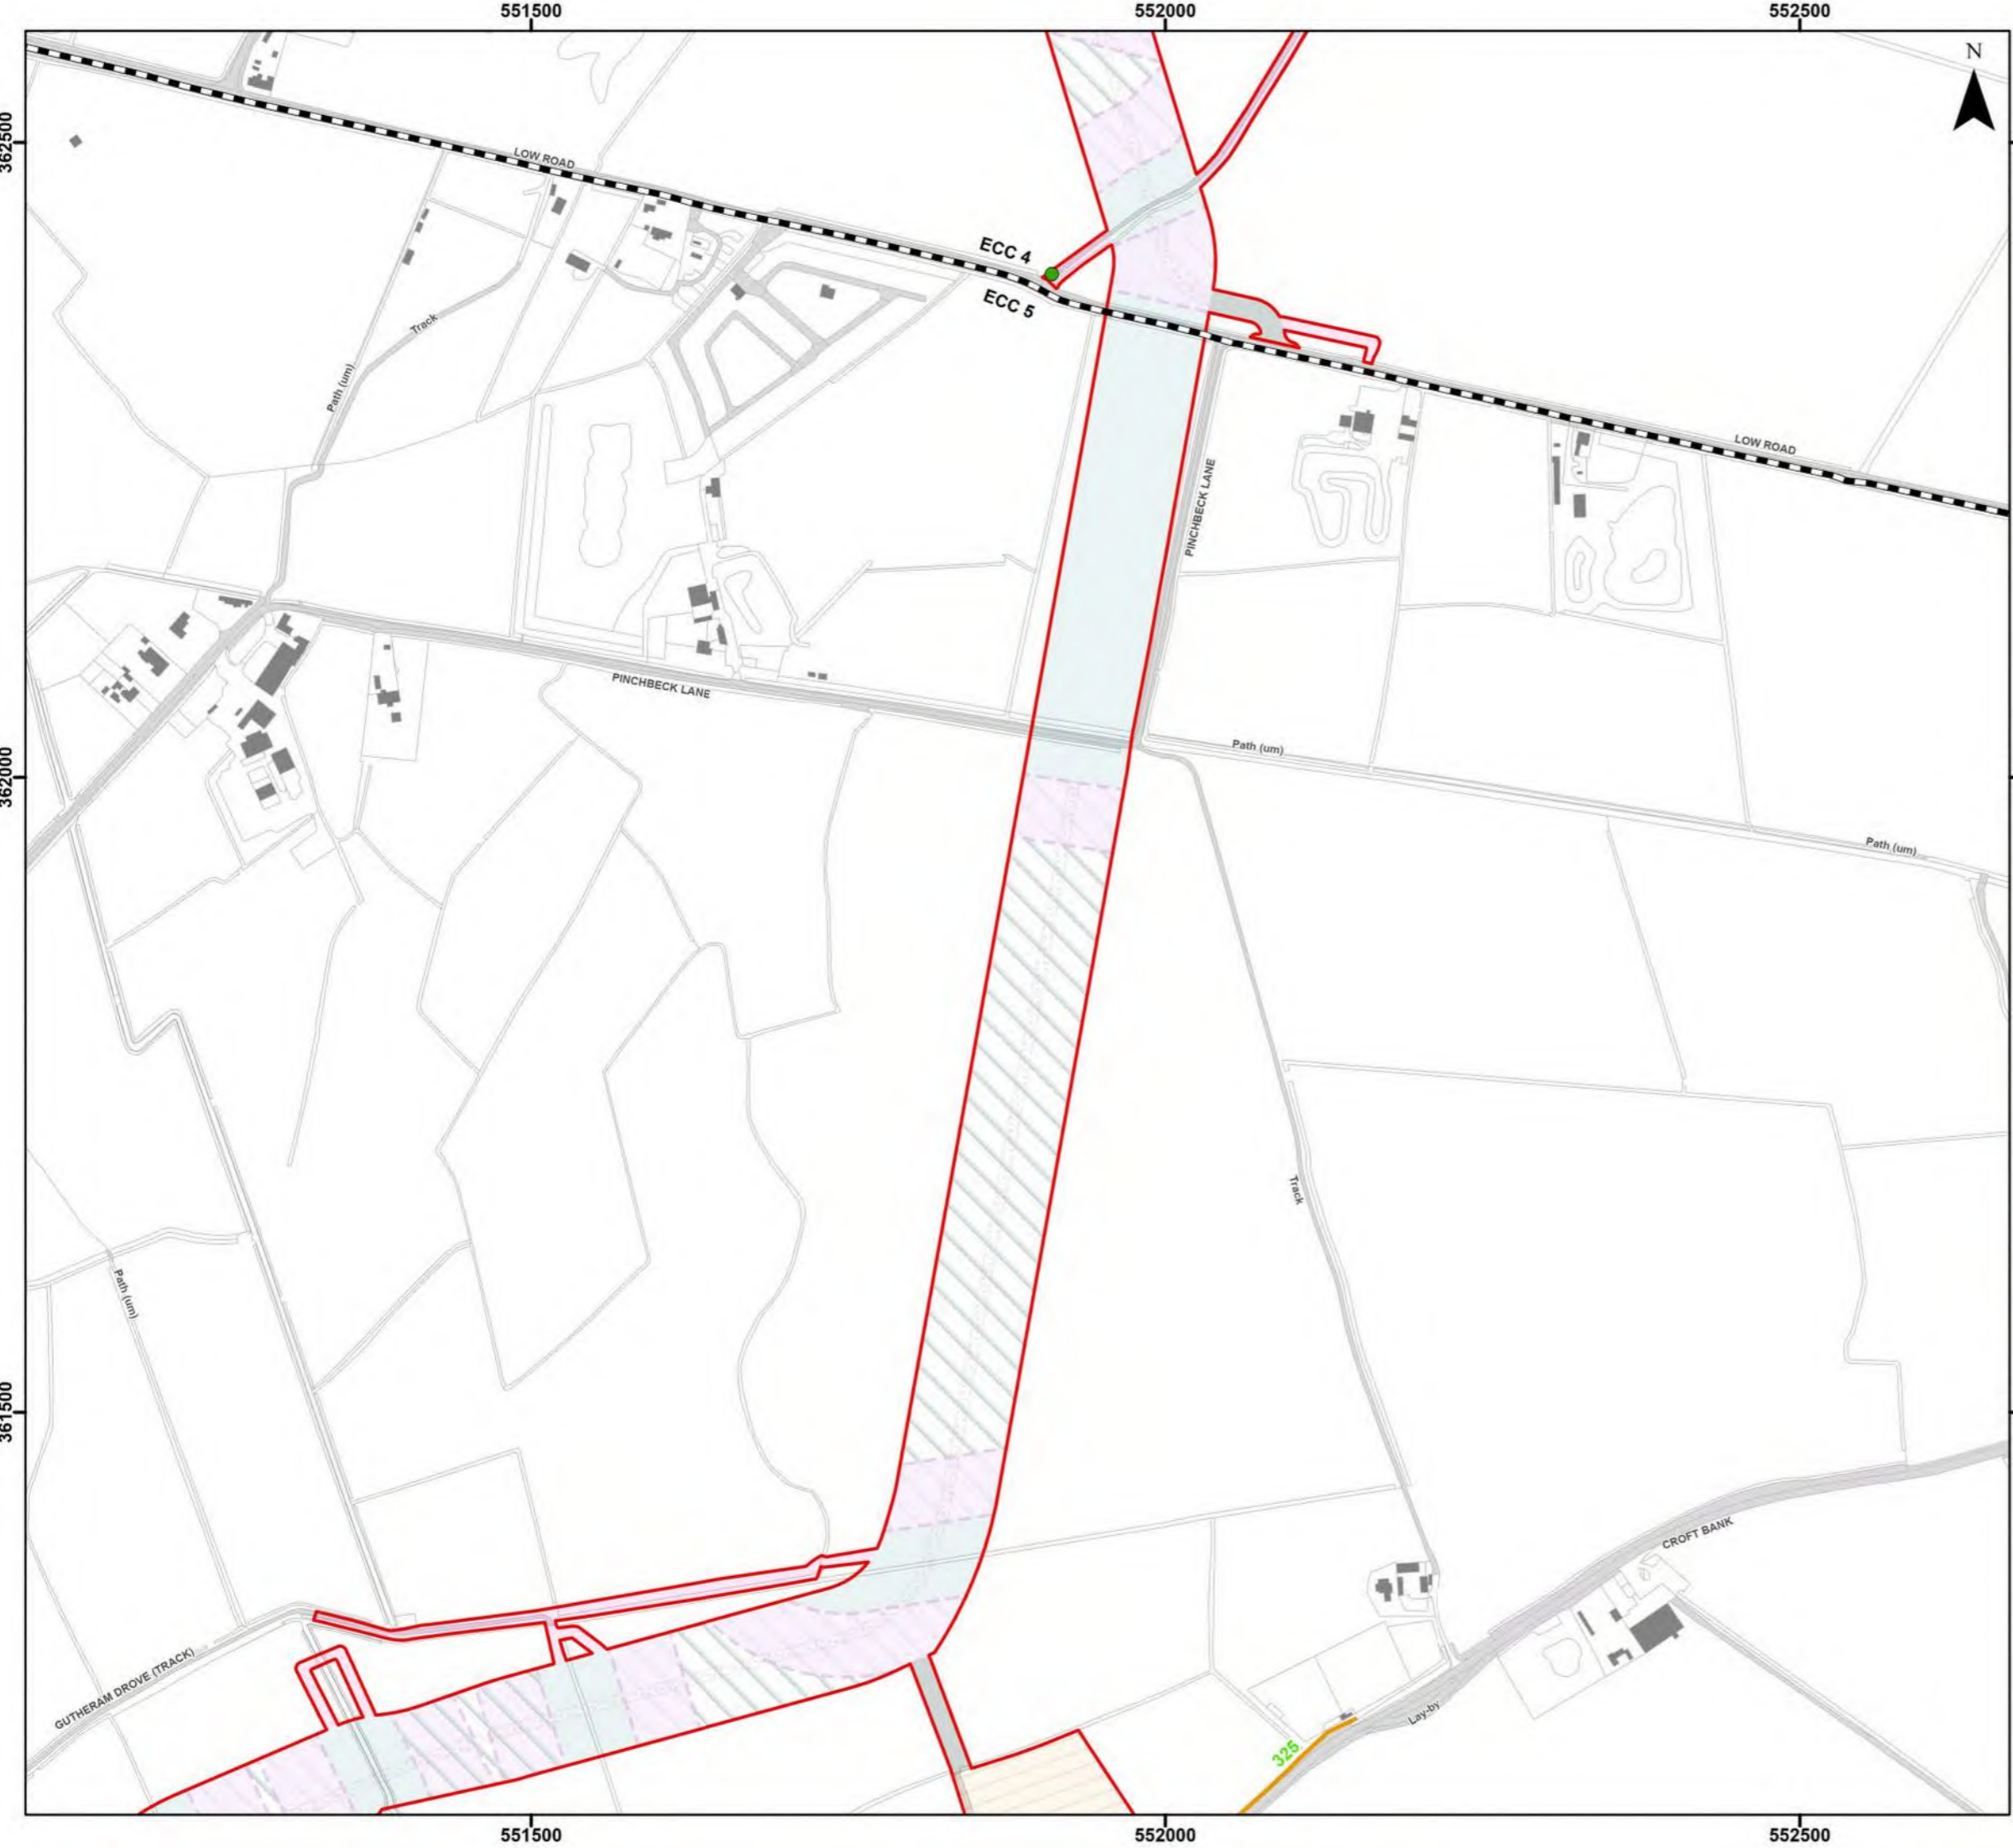 551500
552000
552500
N
362500
LOW ROAD
ECC 4
ECC 5
Track
Path (um)
LOW ROAD
PINCHBECK LANE
PINCHBECK LANE
362000
Path (um)
Path (um)
Track
Path (um)
361500
CROFT BANK
GUTHERAM DROVE (TRACK)
Lay-by
325
551500
552000
552500